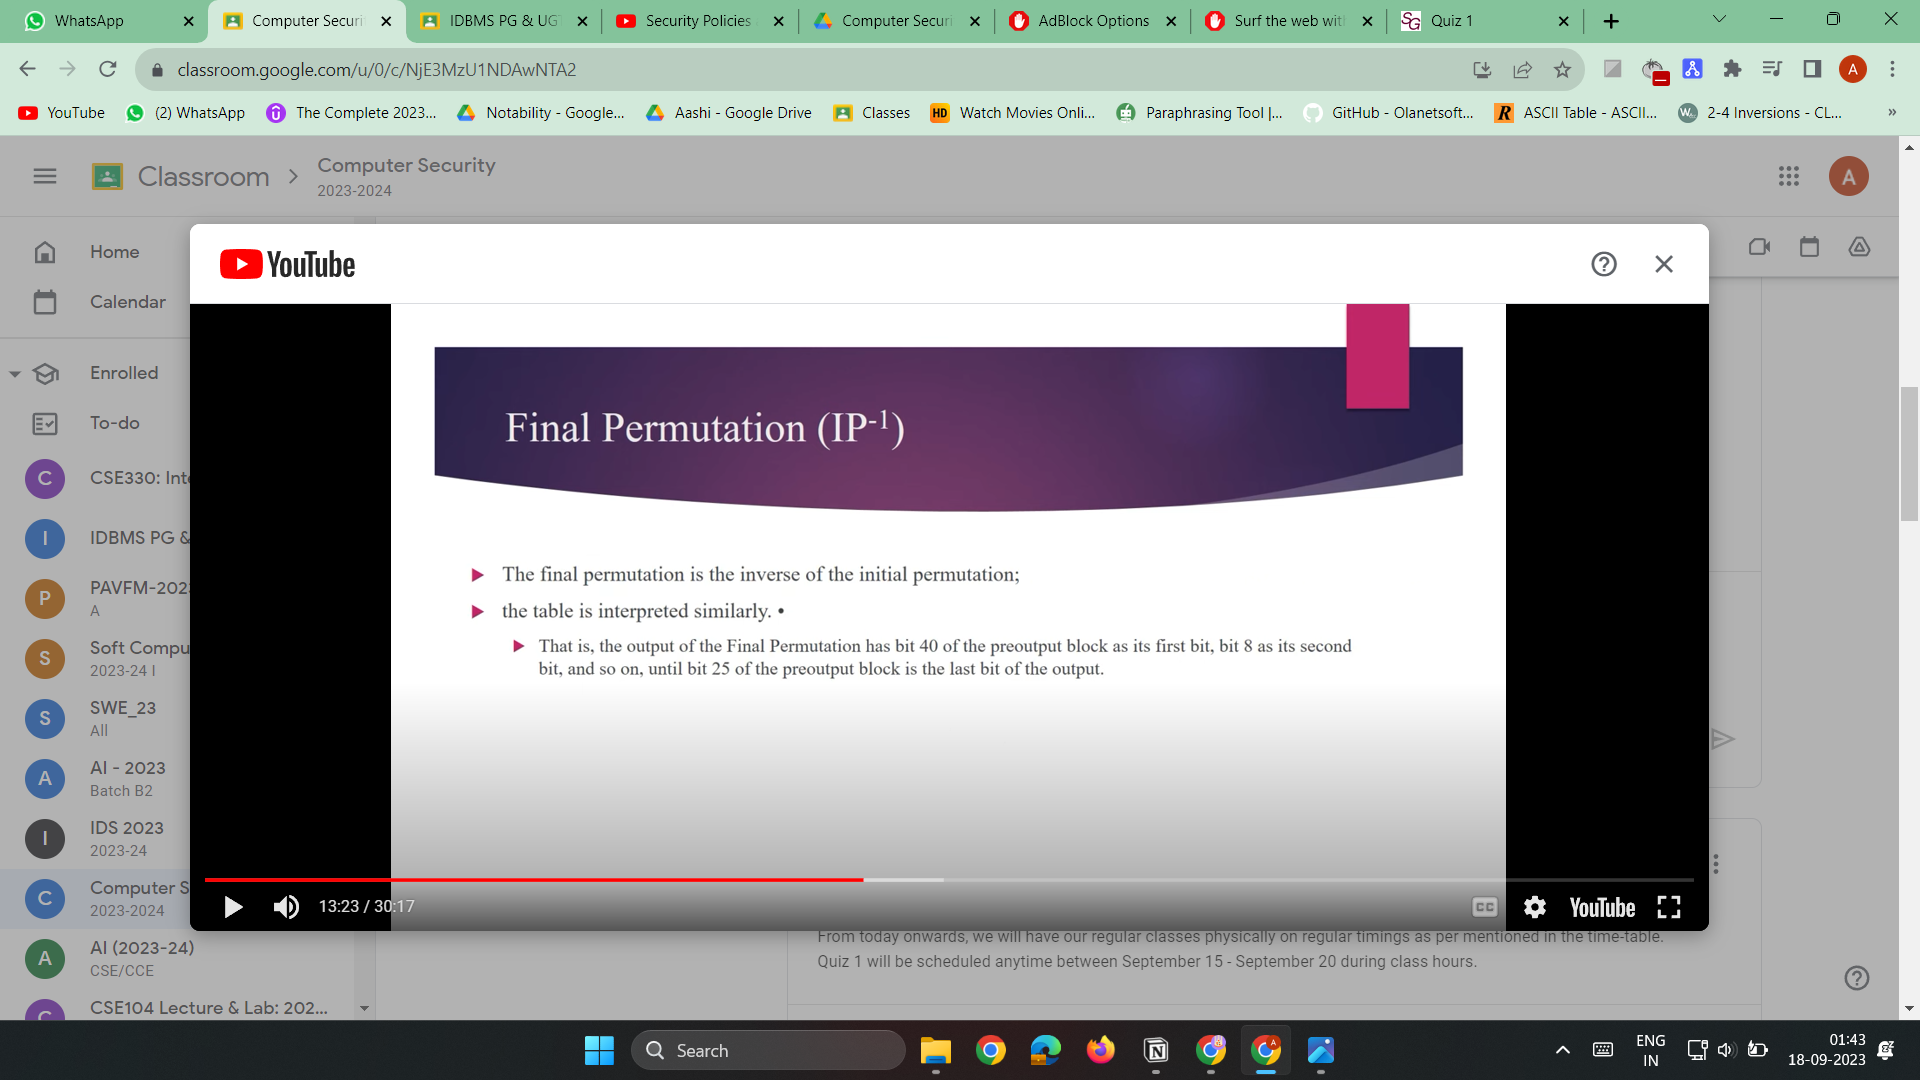 WhatsApp
Computer Securi
IDBMS PG & UG
Security Policies
Computer Securi
AdBlock Options
Surf the web wit
Quiz 1
classroom.google.com/u/0/c/NjE3MzU1NDAwNTA2
A
YouTube
(2) WhatsApp
The Complete 2023...
Notability - Google...
Aashi - Google Drive
Classes
HD Watch Movies Onli...
Paraphrasing Tool |...
GitHub - Olanetsoft...
R ASCII Table - ASCII...
2-4 Inversions - CL...
»
Classroom
Computer Security
2023-2024
A
Home
Calendar
Enrolled
To-do
C CSE330: Int
I IDBMS PG &
P PAVFM-202
A
S Soft Compu
2023-24 I
S SWE_23
All
A AI - 2023
Batch B2
I IDS 2023
2023-24
C Computer S
2023-2024
A AI (2023-24)
CSE/CCE
CSE104 Lecture & Lab: 202...
YouTube
Final Permutation (IP-1)
The final permutation is the inverse of the initial permutation;
the table is interpreted similarly. •
That is, the output of the Final Permutation has bit 40 of the preoutput block as its first bit, bit 8 as its second
bit, and so on, until bit 25 of the preoutput block is the last bit of the output.
13:23 / 30:17
CC
YouTube
From today onwards, we will have our regular classes physically on regular timings as per mentioned in the time-table.
Quiz 1 will be scheduled anytime between September 15 - September 20 during class hours.
Search
ENG
IN
01:43
18-09-2023